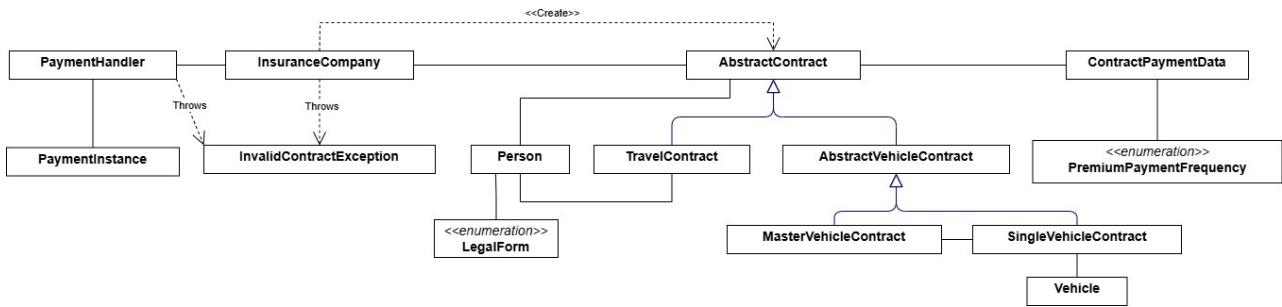 <<Create>>
PaymentHandler
InsuranceCompany
AbstractContract
ContractPaymentData
Throws
Throws
PaymentInstance
InvalidContractException
Person
TravelContract
AbstractVehicleContract
<<enumeration>>
PremiumPaymentFrequency
<<enumeration>>
LegalForm
MasterVehicleContract
SingleVehicleContract
Vehicle